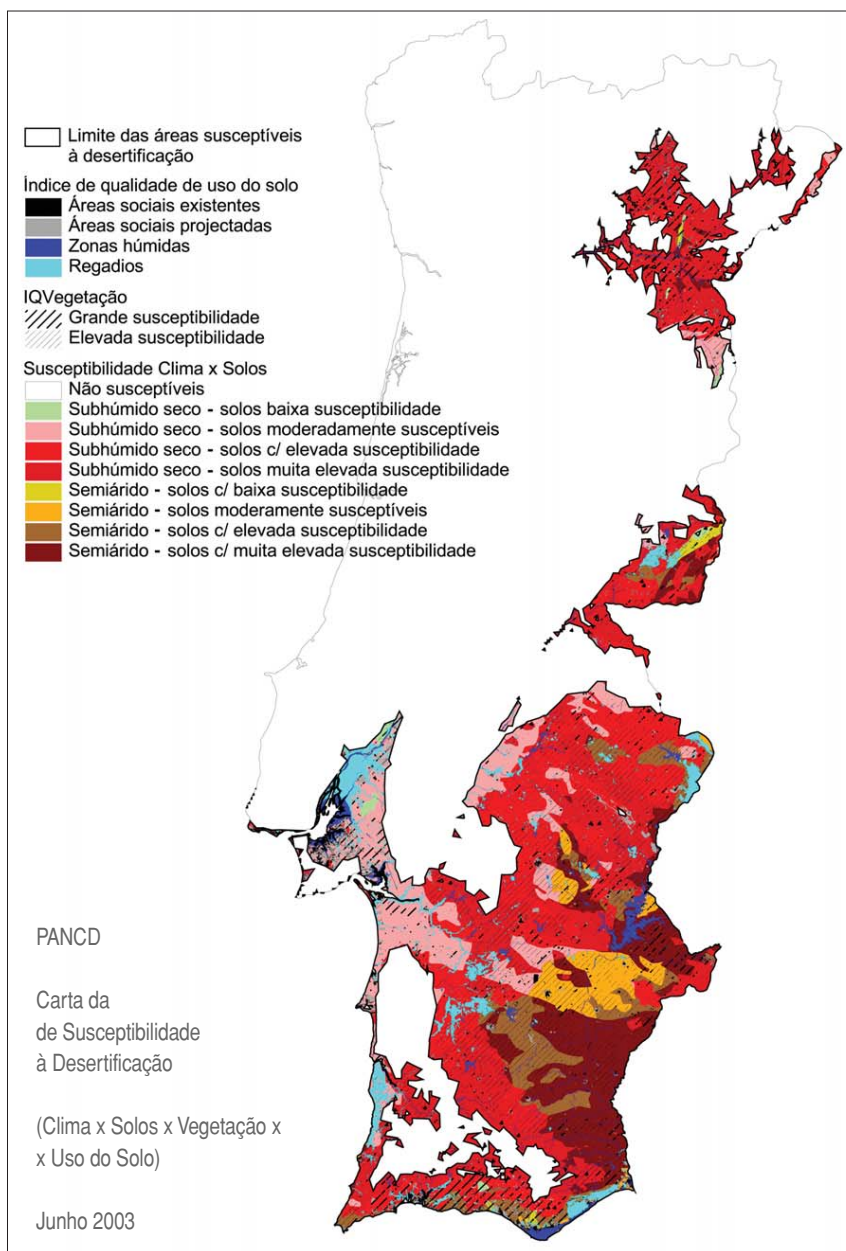 Limite das áreas susceptíveis
à desertificação
Índice de qualidade de uso do solo
Áreas sociais existentes
Áreas sociais projectadas
Zonas húmidas
Regadios
IQVegetação
Grande susceptibilidade
Elevada susceptibilidade
Susceptibilidade Clima x Solos
Não susceptíveis
Subhúmido seco - solos baixa susceptibilidade
Subhúmido seco - solos moderadamente susceptíveis
Subhúmido seco - solos c/ elevada susceptibilidade
Subhúmido seco - solos muita elevada susceptibilidade
Semiárido - solos c/ baixa susceptibilidade
Semiárido - solos moderamente susceptíveis
Semiárido - solos c/ elevada susceptibilidade
Semiárido - solos c/ muita elevada susceptibilidade
PANCD
Carta da
de Susceptibilidade
à Desertificação
(Clima x Solos x Vegetação x
x Uso do Solo)
Junho 2003